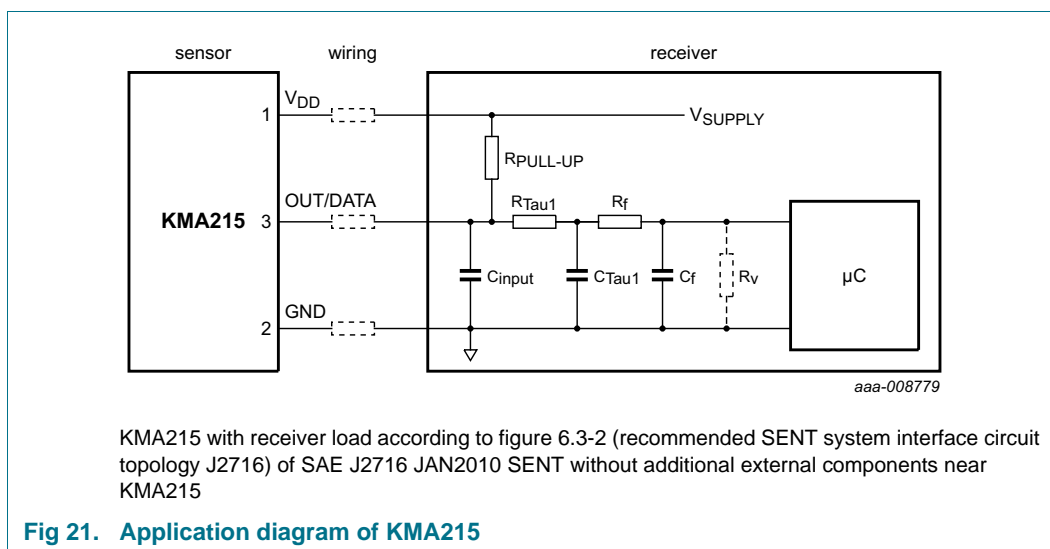 sensor wiring receiver
1 VDD VSUPPLY
RPULL-UP
KMA215 3 OUT/DATA RTau1 Rf
Cinput CTau1 Cf Rv µC
2 GND
aaa-008779
KMA215 with receiver load according to figure 6.3-2 (recommended SENT system interface circuit
topology J2716) of SAE J2716 JAN2010 SENT without additional external components near
KMA215
Fig 21. Application diagram of KMA215